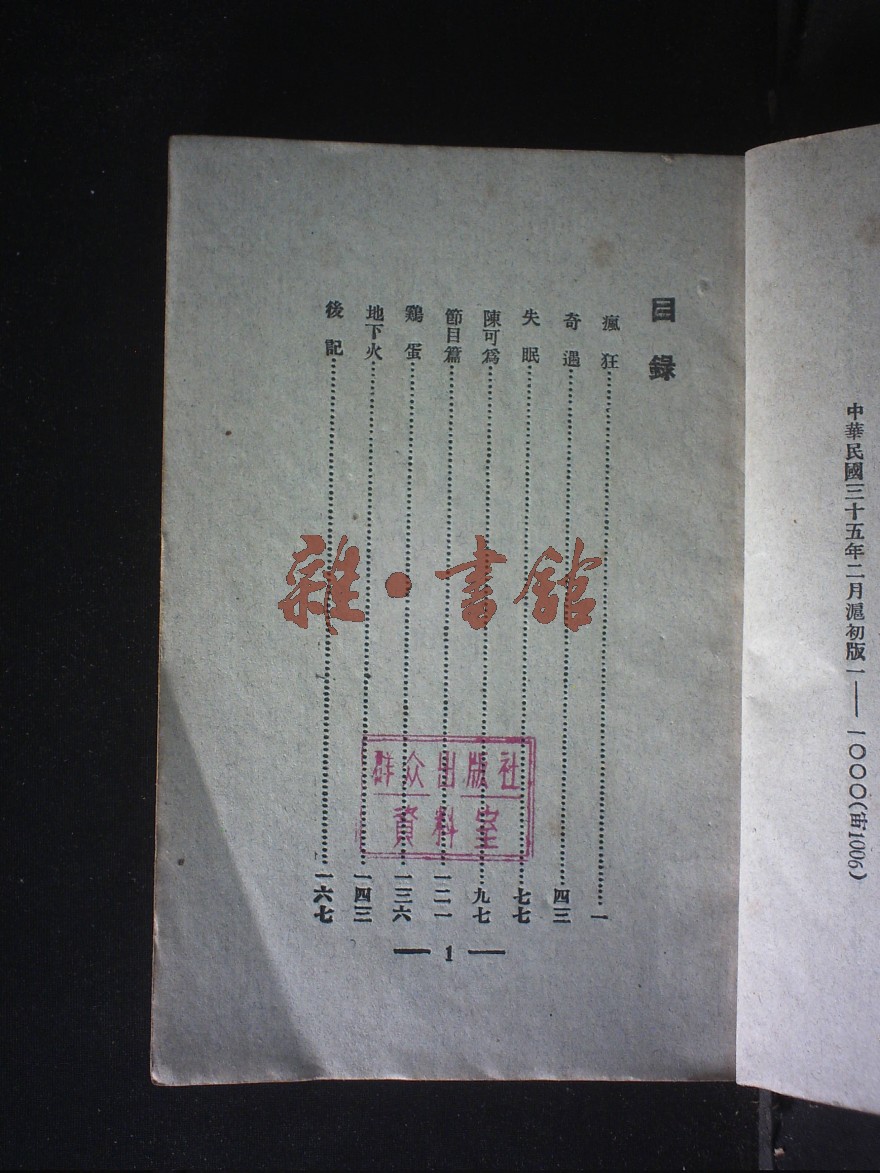 中華民國三十五年二月滬初版一——一〇〇〇(宙1006)
目錄
瘋狂……一
奇遇……四三
失眠……七七
陳可爲……九七
節目篇……一二一
鷄蛋……一三六
地下火……一四三
後記……一六七
— 1 —
群众出版社
資料室
雜·書館